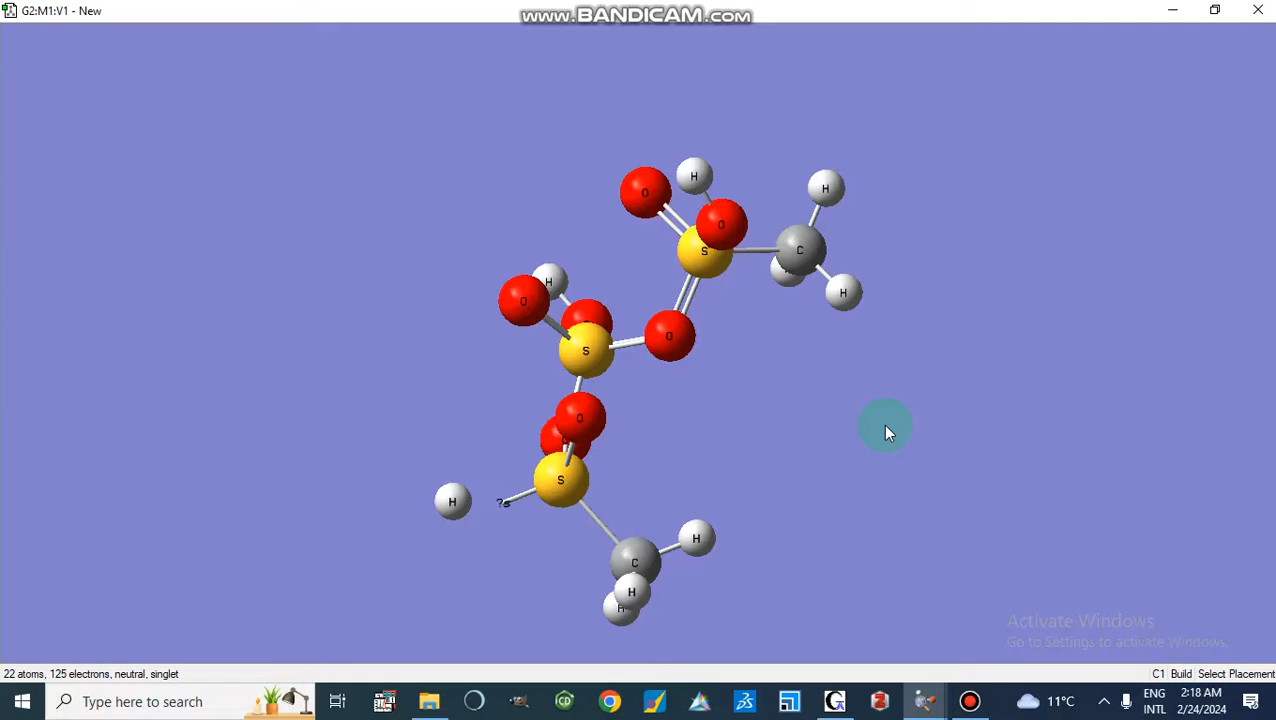 G2:M1:V1 - New
www.BANDICAM.com
H
H
O
O
H
S
C
H
H
O
O
S
O
O
S
H
?s
H
C
H
H
Activate Windows
Go to Settings to activate Windows.
22 atoms, 125 electrons, neutral, singlet
C1 Build Select Placement
Type here to search
11°C
ENG
INTL
2:18 AM
2/24/2024